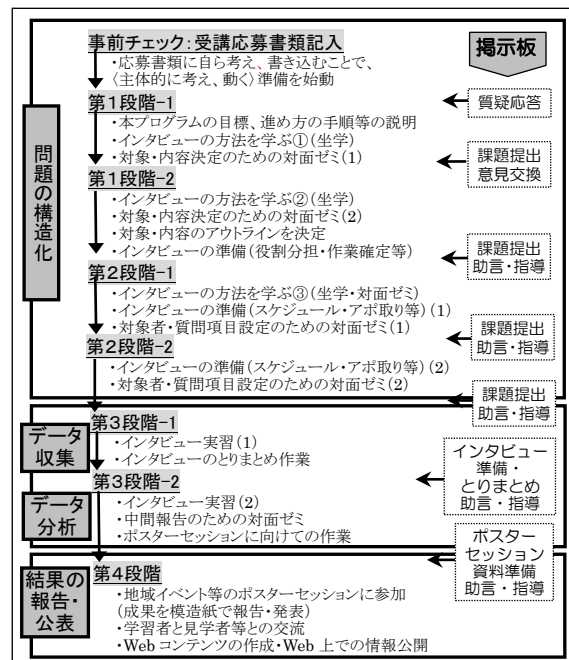 事前チェック:受講応募書類記入
・応募書類に自ら考え、書き込むことで、
〈主体的に考え、動く〉準備を始動
掲示板
第1段階-1
・本プログラムの目標、進め方の手順等の説明
・インタビューの方法を学ぶ①(坐学)
・対象・内容決定のための対面ゼミ(1)
質疑応答
課題提出
意見交換
第1段階-2
・インタビューの方法を学ぶ②(坐学)
・対象・内容決定のための対面ゼミ(2)
・対象・内容のアウトラインを決定
・インタビューの準備(役割分担・作業確定等)
課題提出
助言・指導
問題の構造化
第2段階-1
・インタビューの方法を学ぶ③(坐学・対面ゼミ)
・インタビューの準備(スケジュール・アポ取り等)(1)
・対象者・質問項目設定のための対面ゼミ(1)
課題提出
助言・指導
第2段階-2
・インタビューの準備(スケジュール・アポ取り等)(2)
・対象者・質問項目設定のための対面ゼミ(2)
課題提出
助言・指導
データ
収集
第3段階-1
・インタビュー実習(1)
・インタビューのとりまとめ作業
インタビュー
準備・
とりまとめ
助言・指導
データ
分析
第3段階-2
・インタビュー実習(2)
・中間報告のための対面ゼミ
・ポスターセッションに向けての作業
ポスター
セッション
資料準備
助言・指導
結果の
報告・
公表
第4段階
・地域イベント等のポスターセッションに参加
(成果を模造紙で報告・発表)
・学習者と見学者等との交流
・Webコンテンツの作成・Web上での情報公開